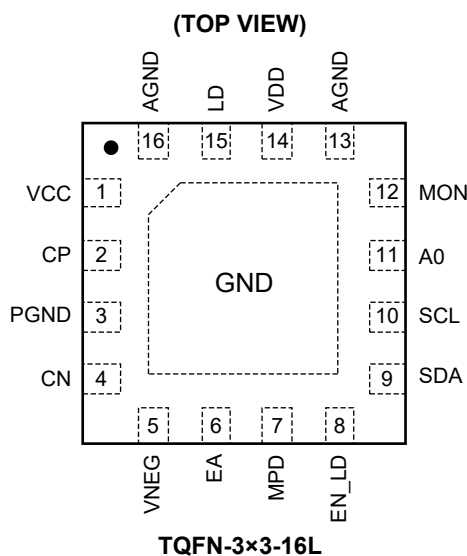 (TOP VIEW)
AGND LD VDD AGND
16 15 14 13
VCC 1 12 MON
CP 2 11 A0
GND
PGND 3 10 SCL
CN 4 9 SDA
5 6 7 8
VNEG EA MPD EN_LD
TQFN-3×3-16L